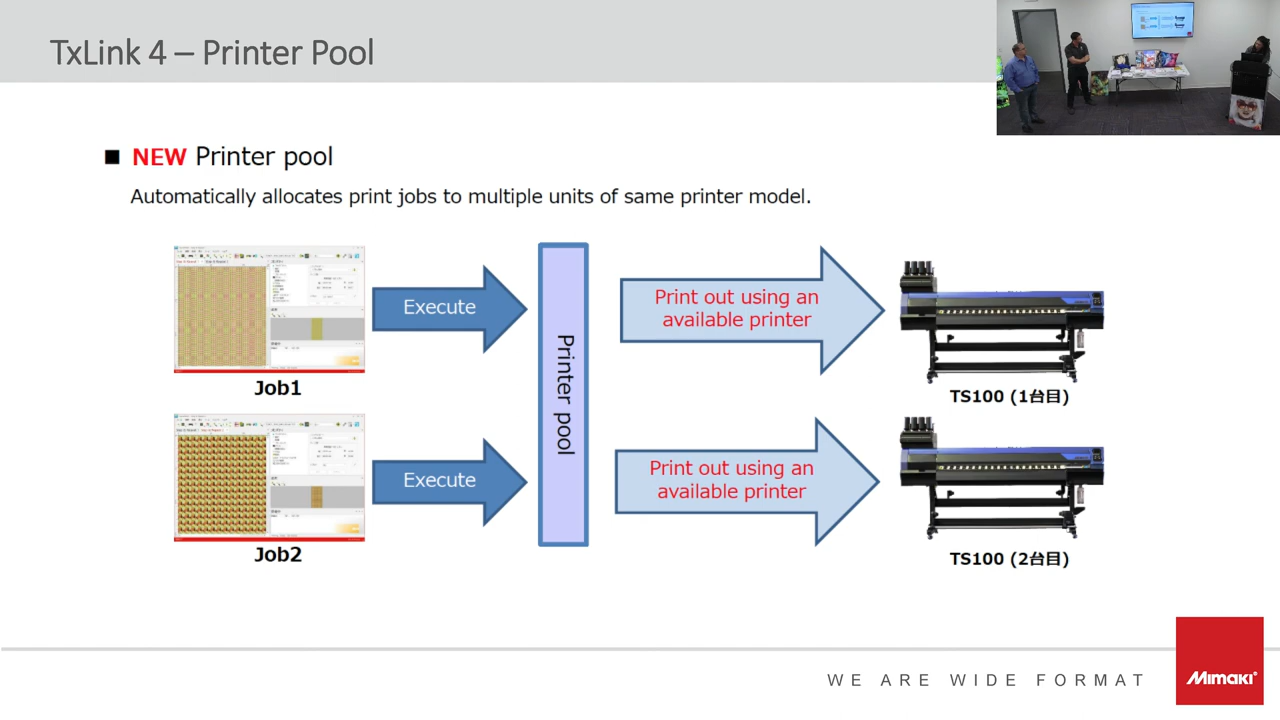 TxLink 4 – Printer Pool
■ NEW Printer pool
Automatically allocates print jobs to multiple units of same printer model.
Execute
Print out using an
available printer
Job1
TS100 (1台目)
Printer pool
Execute
Print out using an
available printer
Job2
TS100 (2台目)
WE ARE WIDE FORMAT
Mimaki